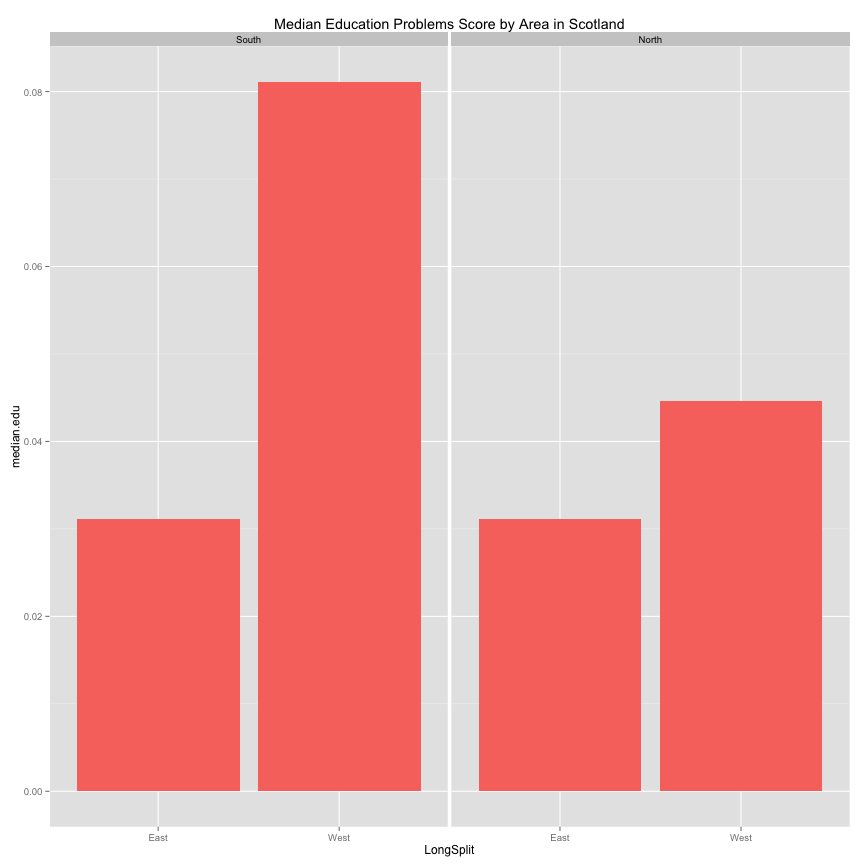 Median Education Problems Score by Area in Scotland
South
North
0.08
0.06
0.04
0.02
0.00
median.edu
East
West
East
West
LongSplit